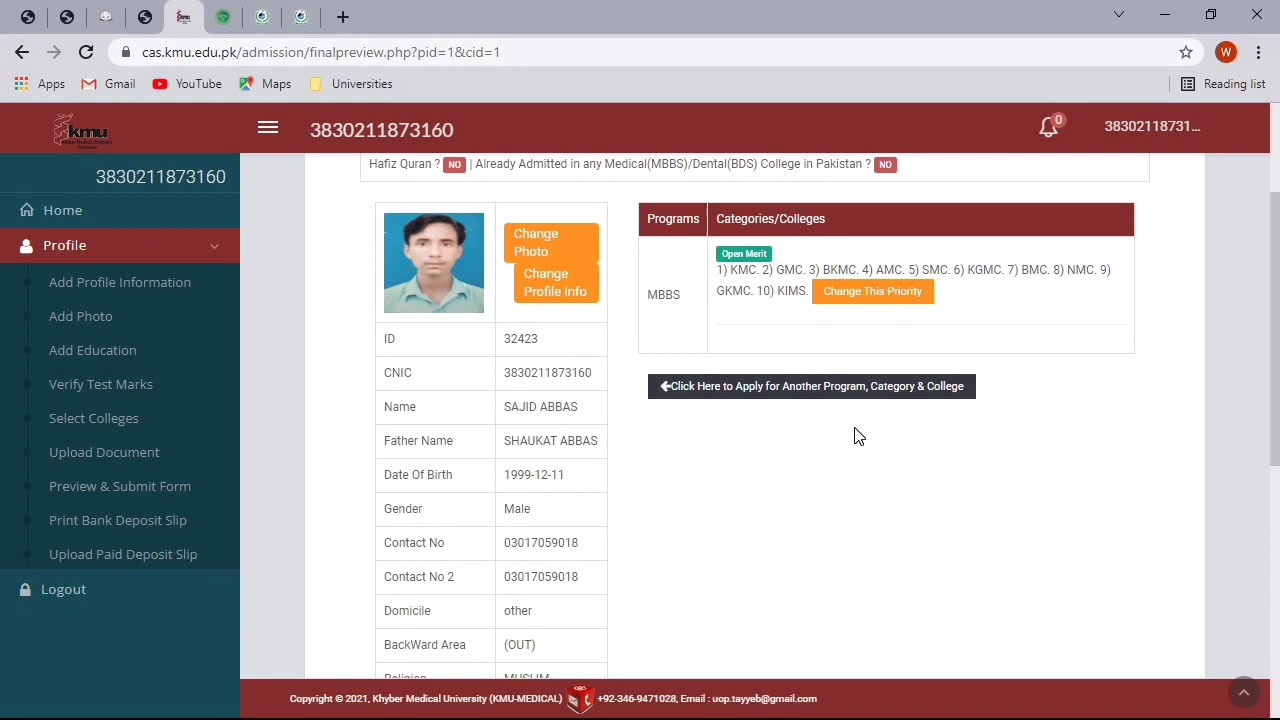 W
cas.kmu.edu.pk/admission/finalpreview.php?pid=1&cid=1
Apps Gmail YouTube Maps Universities Reading list
kmu
3830211873160
0
38302118731...
3830211873160
Home
Profile
Add Profile Information
Add Photo
Add Education
Verify Test Marks
Select Colleges
Upload Document
Preview & Submit Form
Print Bank Deposit Slip
Upload Paid Deposit Slip
Logout
Hafiz Quran ? NO | Already Admitted in any Medical(MBBS)/Dental(BDS) College in Pakistan ? NO
Change
Photo
Change
Profile Info
ID 32423
CNIC 3830211873160
Name SAJID ABBAS
Father Name SHAUKAT ABBAS
Date Of Birth 1999-12-11
Gender Male
Contact No 03017059018
Contact No 2 03017059018
Domicile other
BackWard Area (OUT)
Religion MUSLIM
Programs Categories/Colleges
MBBS
Open Merit
1) KMC. 2) GMC. 3) BKMC. 4) AMC. 5) SMC. 6) KGMC. 7) BMC. 8) NMC. 9)
GKMC. 10) KIMS. Change This Priority
Click Here to Apply for Another Program, Category & College
Copyright © 2021, Khyber Medical University (KMU-MEDICAL) +92-346-9471028, Email : uop.tayyeb@gmail.com